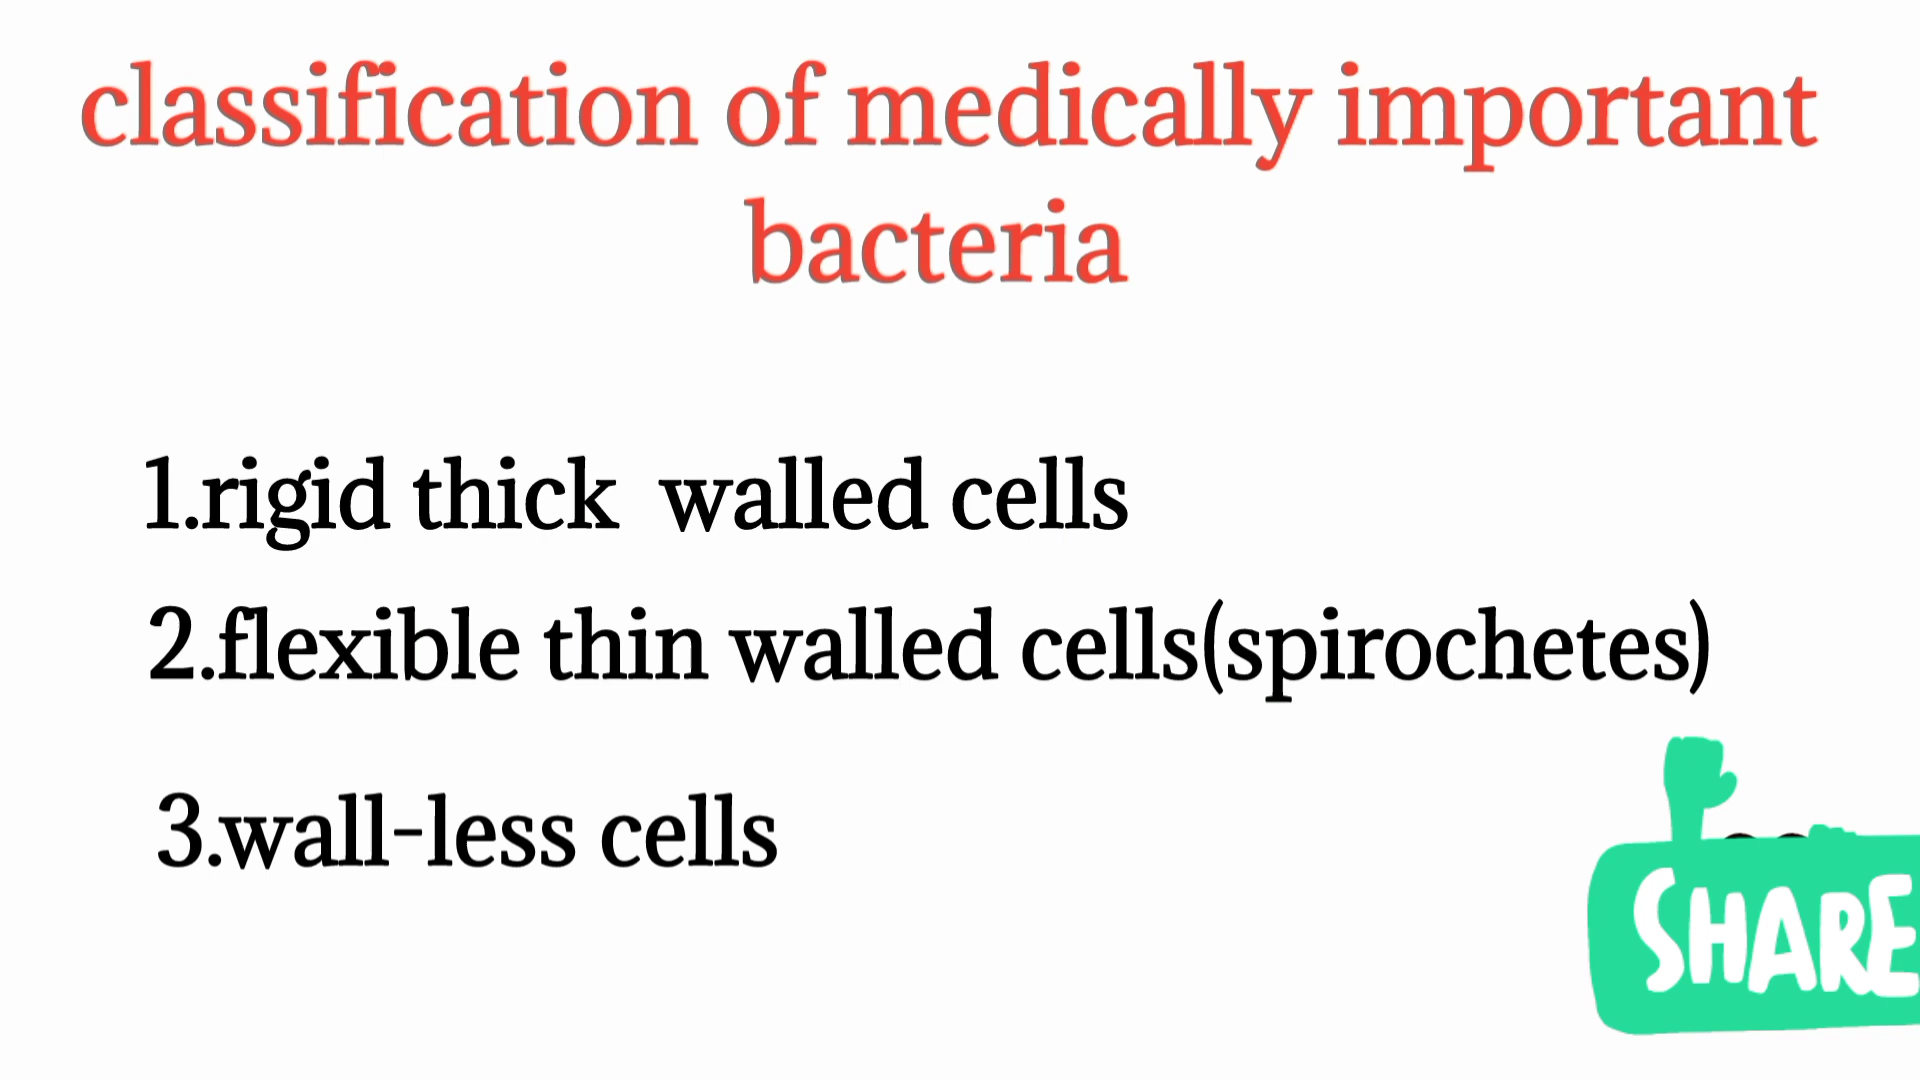 classification of medically important
bacteria
1.rigid thick  walled cells
2.flexible thin walled cells(spirochetes)
3.wall-less cells
SHARE